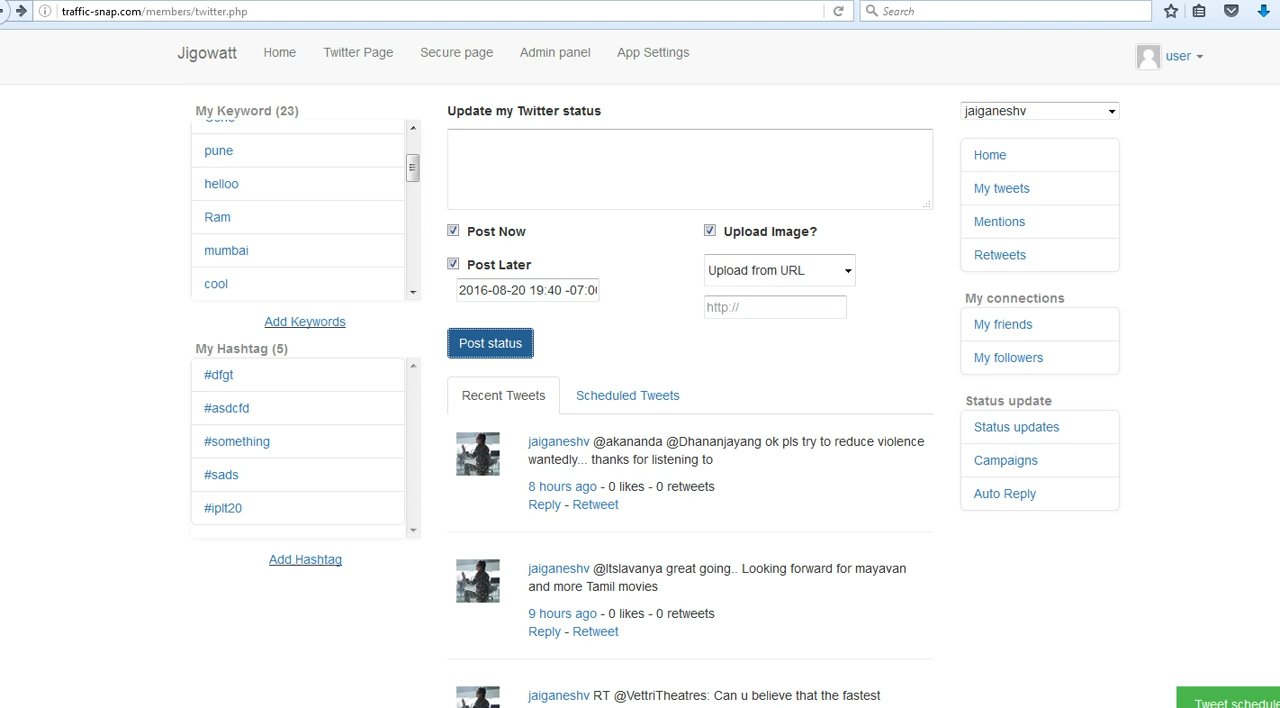 traffic-snap.com/members/twitter.php
Search
Jigowatt
Home
Twitter Page
Secure page
Admin panel
App Settings
user
My Keyword (23)
pune
helloo
Ram
mumbai
cool
Add Keywords
My Hashtag (5)
#dfgt
#asdcfd
#something
#sads
#iplt20
Add Hashtag
Update my Twitter status
Post Now
Upload Image?
Post Later
Upload from URL
2016-08-20 19:40 -07:0
http://
Post status
Recent Tweets
Scheduled Tweets
jaiganeshv @akananda @Dhananjayang ok pls try to reduce violence
wantedly... thanks for listening to
8 hours ago - 0 likes - 0 retweets
Reply - Retweet
jaiganeshv @Itslavanya great going.. Looking forward for mayavan
and more Tamil movies
9 hours ago - 0 likes - 0 retweets
Reply - Retweet
jaiganeshv RT @VettriTheatres: Can u believe that the fastest
jaiganeshv
Home
My tweets
Mentions
Retweets
My connections
My friends
My followers
Status update
Status updates
Campaigns
Auto Reply
Tweet schedule